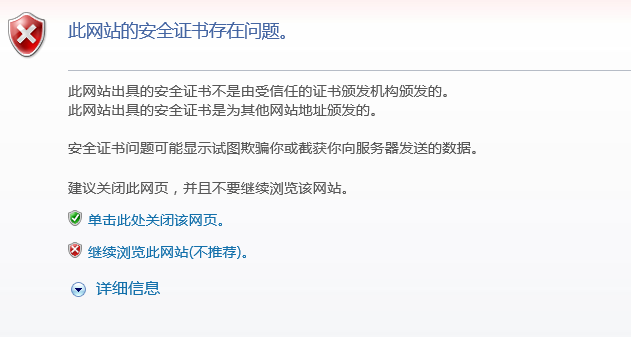 此网站的安全证书存在问题。
此网站出具的安全证书不是由受信任的证书颁发机构颁发的。
此网站出具的安全证书是为其他网站地址颁发的。
安全证书问题可能显示试图欺骗你或截获你向服务器发送的数据。
建议关闭此网页，并且不要继续浏览该网站。
单击此处关闭该网页。
继续浏览此网站(不推荐)。
详细信息